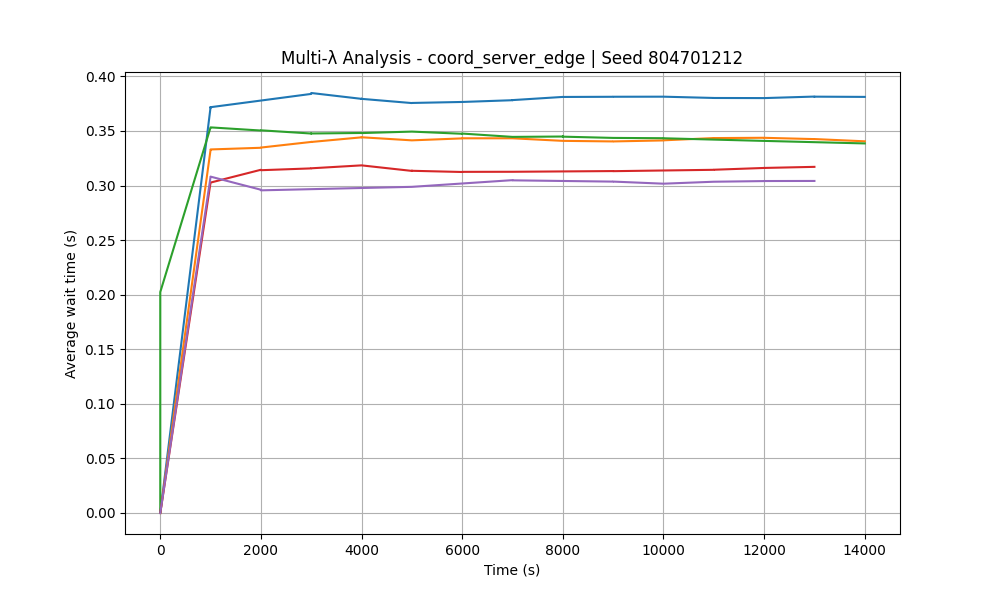 Multi-λ Analysis - coord_server_edge | Seed 804701212
0.40
0.35
0.30
0.25
0.20
0.15
0.10
0.05
0.00
Average wait time (s)
0 2000 4000 6000 8000 10000 12000 14000
Time (s)